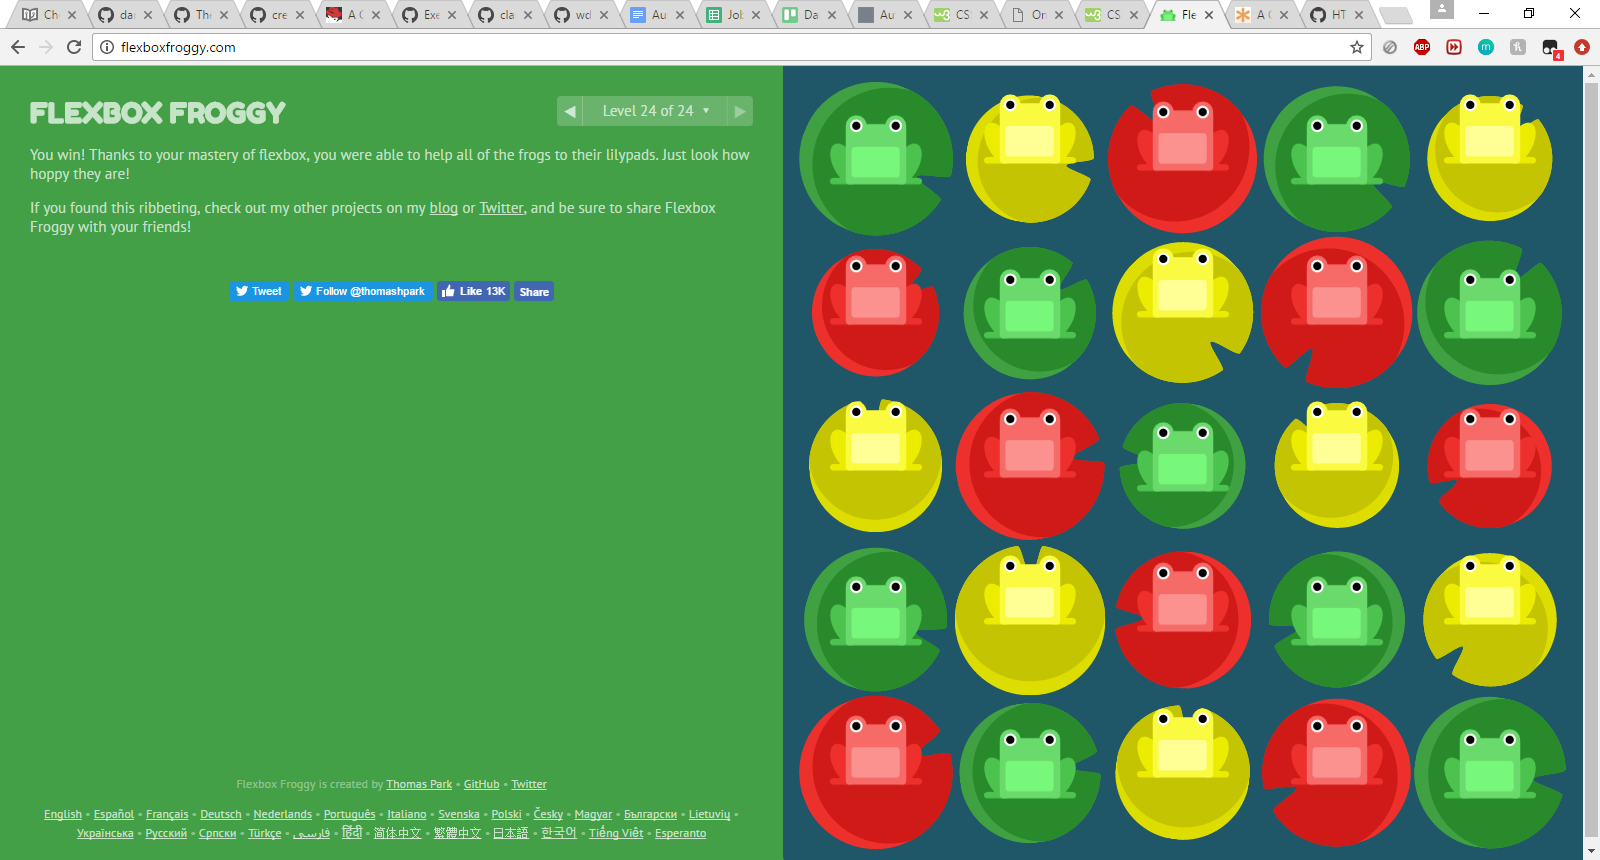 Ch
da
Th
cre
A C
Exe
cla
wd
Au
Job
Da
Au
CS
On
CS
Fle
A C
HT
flexboxfroggy.com
ABP
m
4
FLEXBOX FROGGY
◀ Level 24 of 24 ▼ ▶
You win! Thanks to your mastery of flexbox, you were able to help all of the frogs to their lilypads. Just look how
hoppy they are!
If you found this ribbeting, check out my other projects on my blog or Twitter, and be sure to share Flexbox
Froggy with your friends!
Tweet Follow @thomashpark Like 13K Share
Flexbox Froggy is created by Thomas Park • GitHub • Twitter
English • Español • Français • Deutsch • Nederlands • Português • Italiano • Svenska • Polski • Česky • Magyar • Български • Lietuvių •
Українська • Русский • Српски • Türkçe • فارسی • हिंदी • 简体中文 • 繁體中文 • 日本語 • 한국어 • Tiếng Việt • Esperanto